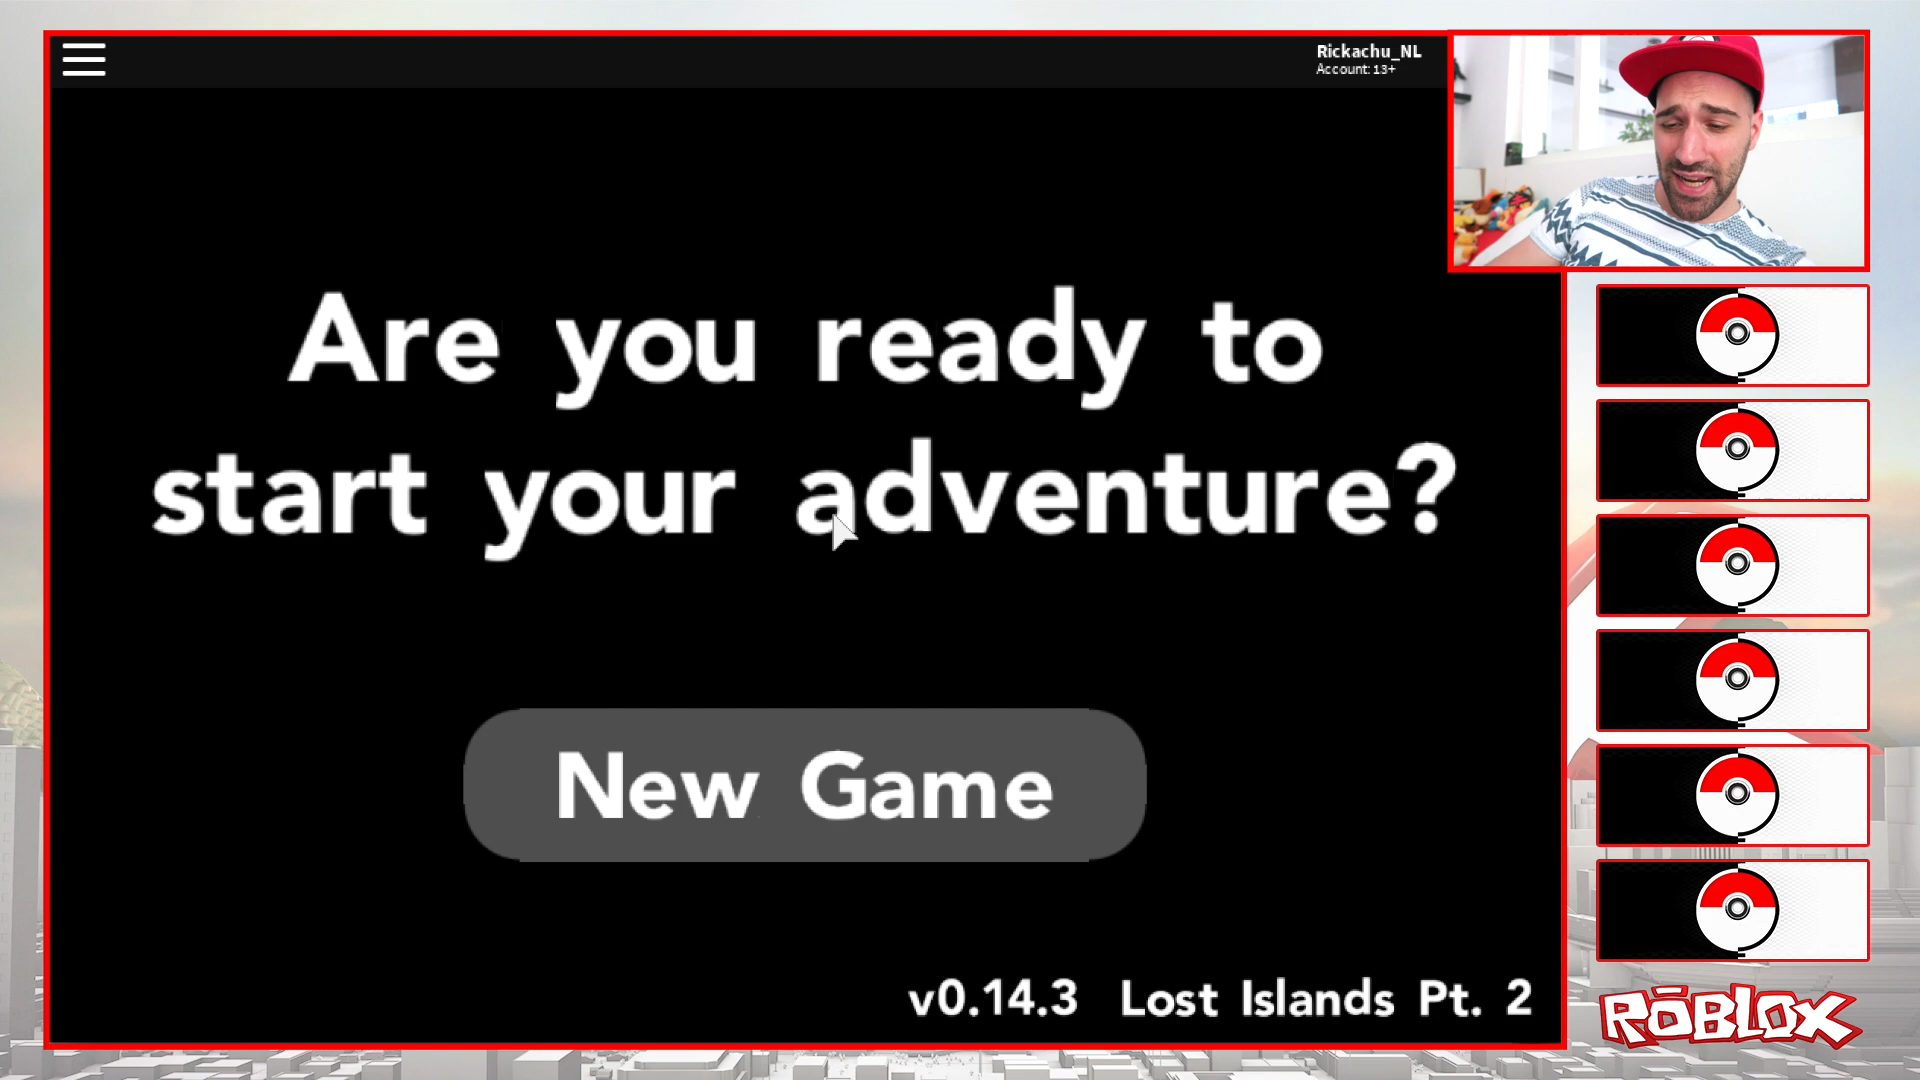 Rickachu_NL
Account: 13+
Are you ready to
start your adventure?
New Game
v0.14.3 Lost Islands Pt. 2
ROBLOX